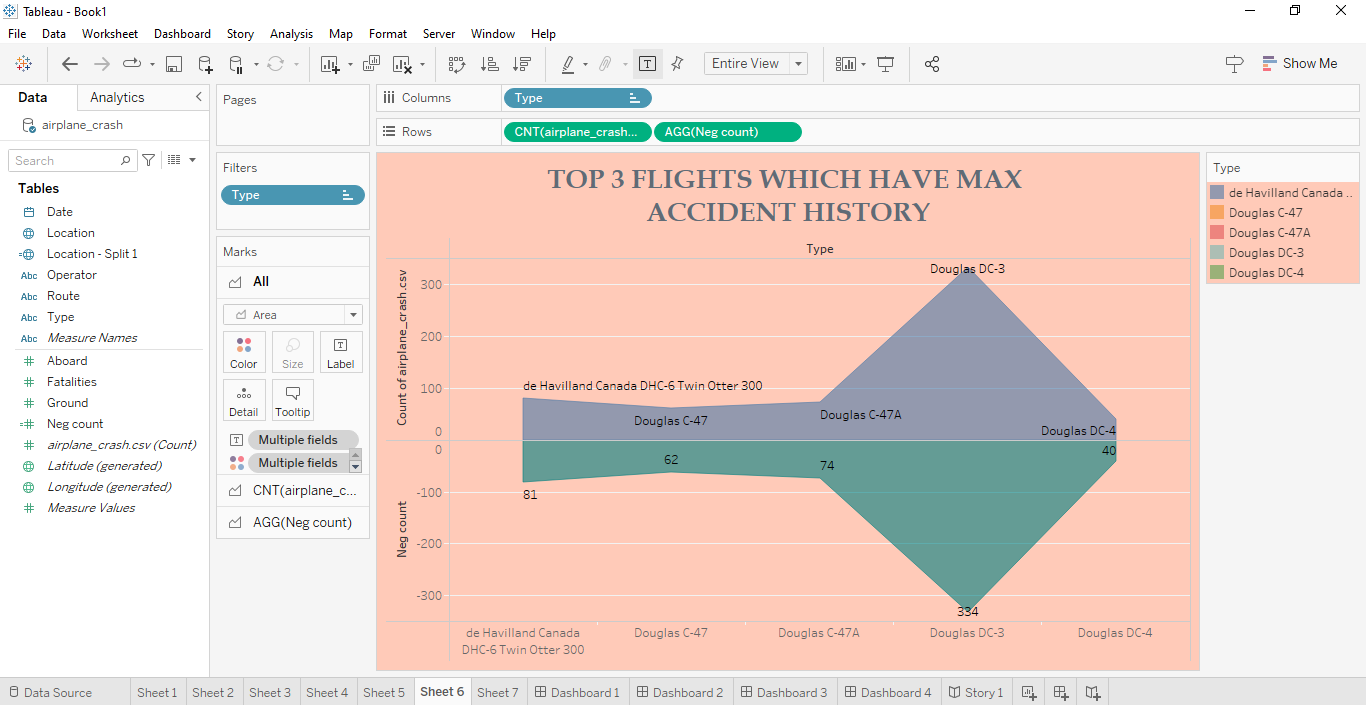 Tableau - Book1
File Data Worksheet Dashboard Story Analysis Map Format Server Window Help
Entire View
Show Me
Data Analytics
airplane_crash
Search
Tables
Date
Location
Location - Split 1
Abc Operator
Abc Route
Abc Type
Abc Measure Names
Aboard
Fatalities
Ground
Neg count
airplane_crash.csv (Count)
Latitude (generated)
Longitude (generated)
Measure Values
Pages
Filters
Type
Marks
All
Area
Color Size Label
Detail Tooltip
Multiple fields
Multiple fields
CNT(airplane_c...
AGG(Neg count)
Columns Type
Rows CNT(airplane_crash... AGG(Neg count)
TOP 3 FLIGHTS WHICH HAVE MAX
ACCIDENT HISTORY
Type
Count of airplane_crash.csv
300
200
100
0
Douglas DC-3
de Havilland Canada DHC-6 Twin Otter 300
Douglas C-47
Douglas C-47A
Douglas DC-4
Neg count
0
-100
-200
-300
81
62
74
334
40
de Havilland Canada
DHC-6 Twin Otter 300
Douglas C-47
Douglas C-47A
Douglas DC-3
Douglas DC-4
Type
de Havilland Canada ..
Douglas C-47
Douglas C-47A
Douglas DC-3
Douglas DC-4
Data Source Sheet 1 Sheet 2 Sheet 3 Sheet 4 Sheet 5 Sheet 6 Sheet 7 Dashboard 1 Dashboard 2 Dashboard 3 Dashboard 4 Story 1